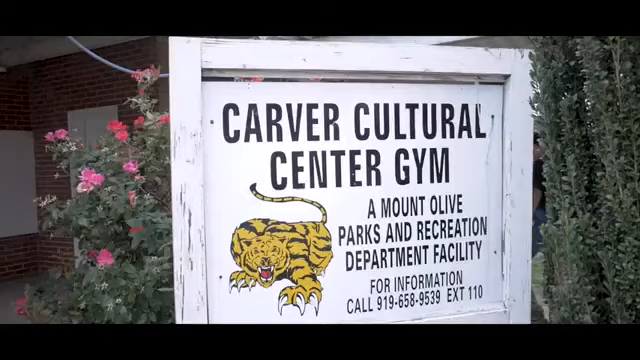 CARVER CULTURAL
CENTER GYM
A MOUNT OLIVE
PARKS AND RECREATION
DEPARTMENT FACILITY
FOR INFORMATION
CALL 919-658-9539 EXT 110